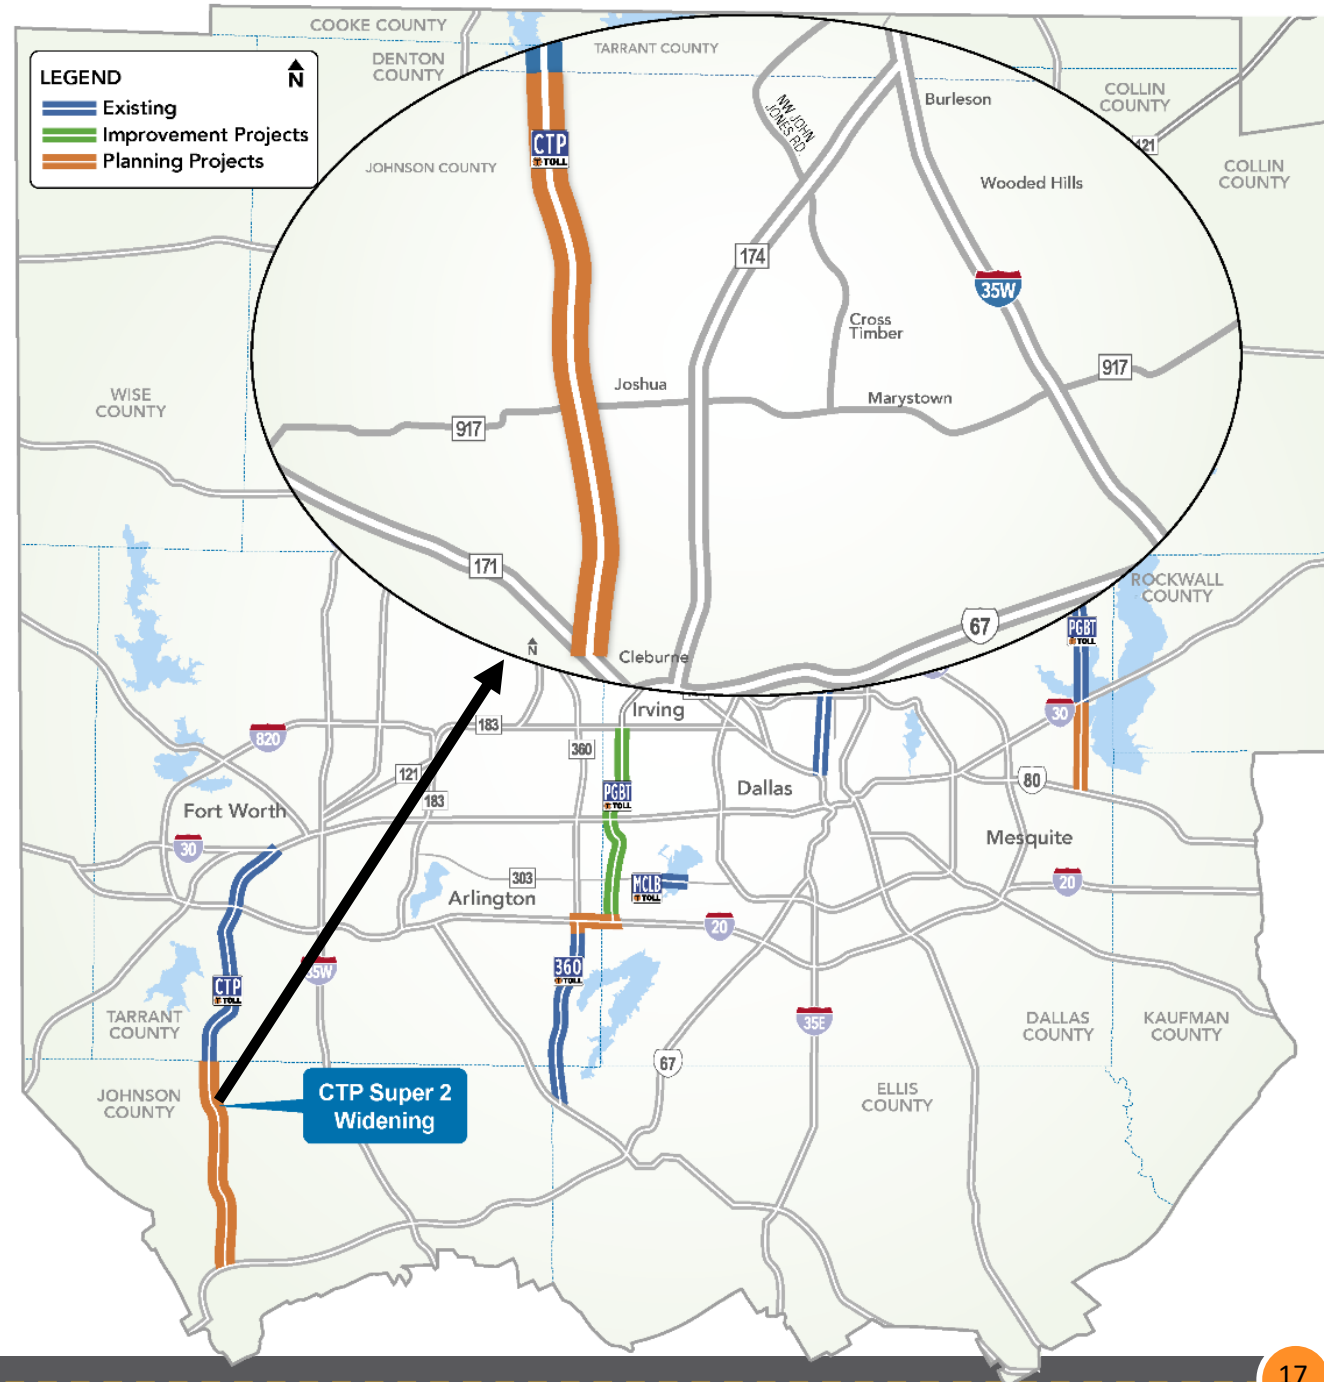 COOKE COUNTY
DENTON
COUNTY
TARRANT COUNTY
LEGEND
N
Existing
Improvement Projects
Planning Projects
COLLIN
COUNTY
121
COLLIN
COUNTY
Burleson
NW JOHN
JONES RD.
CTP
TOLL
JOHNSON COUNTY
Wooded Hills
174
35W
Cross
Timber
917
Joshua
Marystown
917
WISE
COUNTY
171
ROCKWALL
COUNTY
67
PGBT
TOLL
N
Cleburne
Irving
30
820
183
360
121
183
80
PGBT
TOLL
Dallas
Fort Worth
Mesquite
30
303
MCLB
TOLL
20
Arlington
20
360
TOLL
35W
CTP
TOLL
TARRANT
COUNTY
35E
DALLAS
COUNTY
KAUFMAN
COUNTY
67
JOHNSON
COUNTY
CTP Super 2
Widening
ELLIS
COUNTY
17